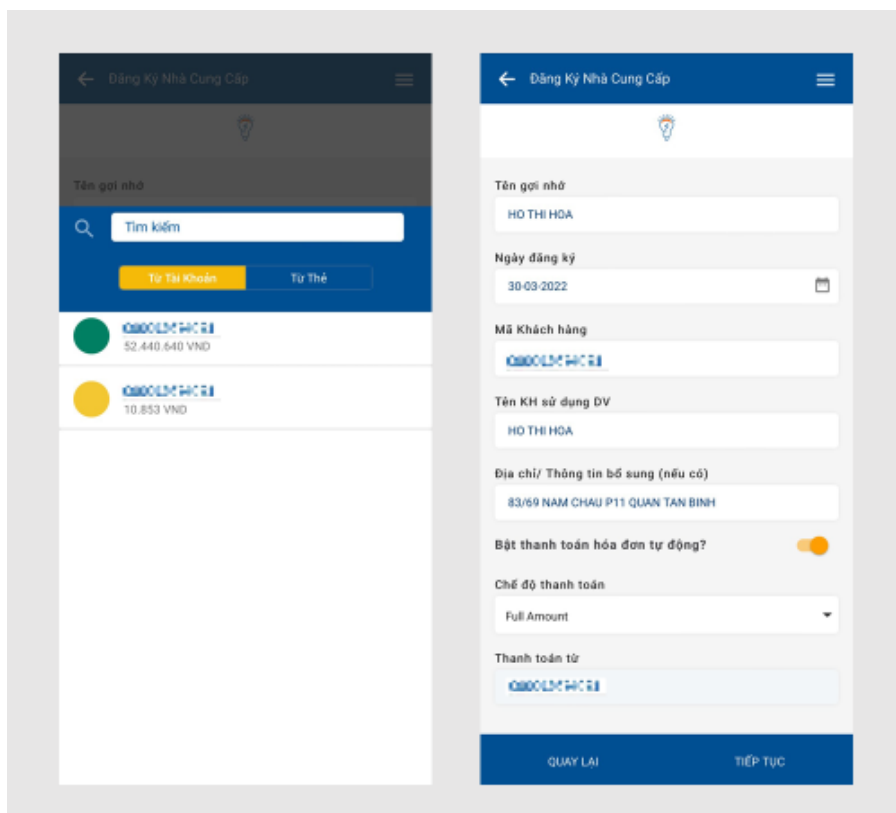 Đăng Ký Nhà Cung Cấp
Tên gợi nhớ
Tìm kiếm
Từ Tài Khoản
Từ Thẻ
52.440.640 VND
10.853 VND
Đăng Ký Nhà Cung Cấp
Tên gợi nhớ
HO THI HOA
Ngày đăng ký
30-03-2022
Mã Khách hàng
Tên KH sử dụng DV
HO THI HOA
Địa chỉ/ Thông tin bổ sung (nếu có)
83/69 NAM CHAU P11 QUAN TAN BINH
Bật thanh toán hóa đơn tự động?
Chế độ thanh toán
Full Amount
Thanh toán từ
QUAY LẠI
TIẾP TỤC